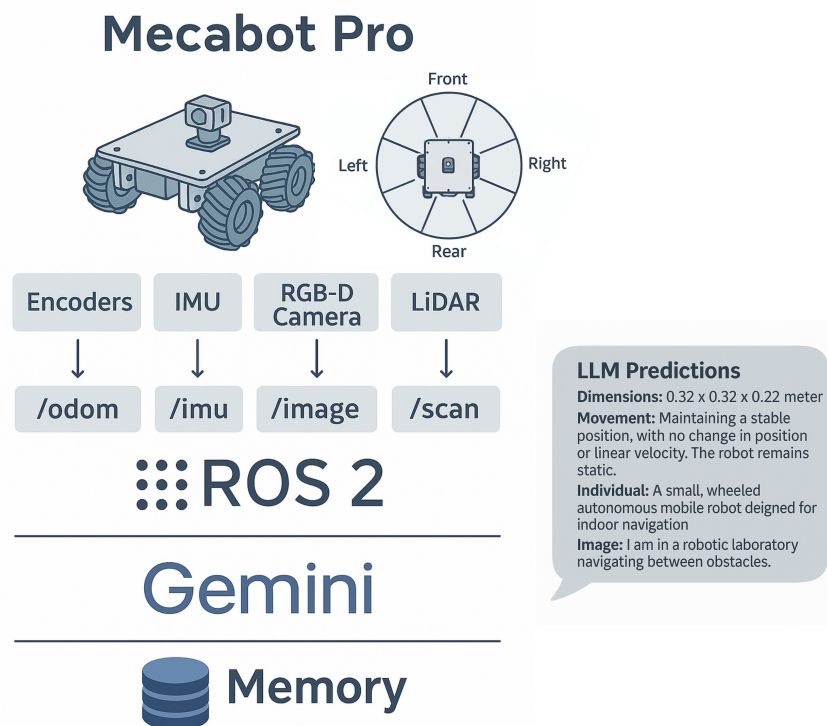 Mecabot Pro
Front
Left
Right
Rear
Encoders
IMU
RGB-D
Camera
LiDAR
/odom
/imu
/image
/scan
ROS 2
Gemini
Memory
LLM Predictions
Dimensions: 0.32 x 0.32 x 0.22 meter
Movement: Maintaining a stable
position, with no change in position
or linear velocity. The robot remains
static.
Individual: A small, wheeled
autonomous mobile robot deigned for
indoor navigation
Image: I am in a robotic laboratory
navigating between obstacles.